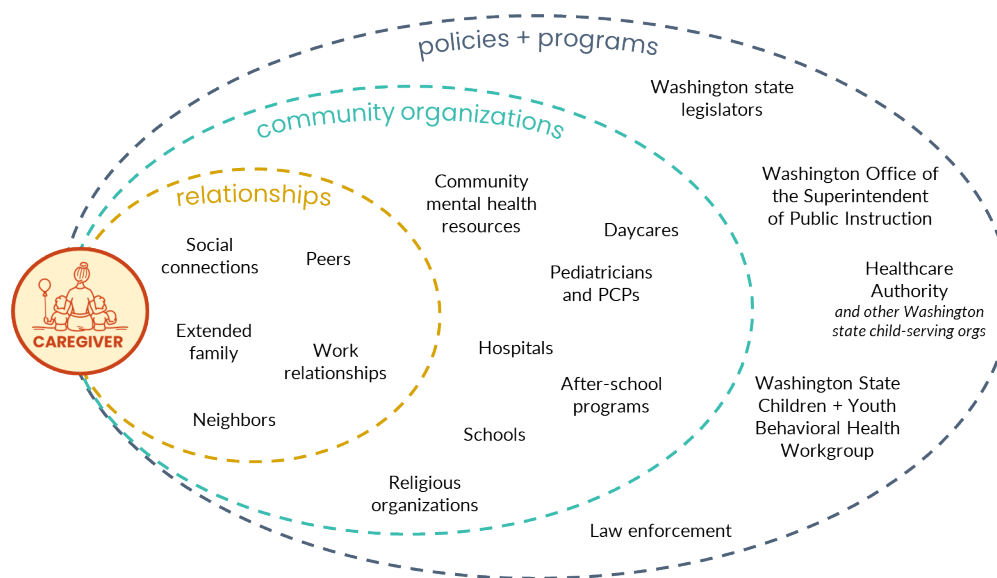 policies + programs
Washington state
legislators
community organizations
Washington Office of
the Superintendent
of Public Instruction
Community
mental health
resources
relationships
Daycares
Social
connections
Peers
Pediatricians
and PCPs
Healthcare
Authority
and other Washington
state child-serving orgs
CAREGIVER
Extended
family
Work
relationships
Hospitals
After-school
programs
Washington State
Children + Youth
Behavioral Health
Workgroup
Neighbors
Schools
Religious
organizations
Law enforcement